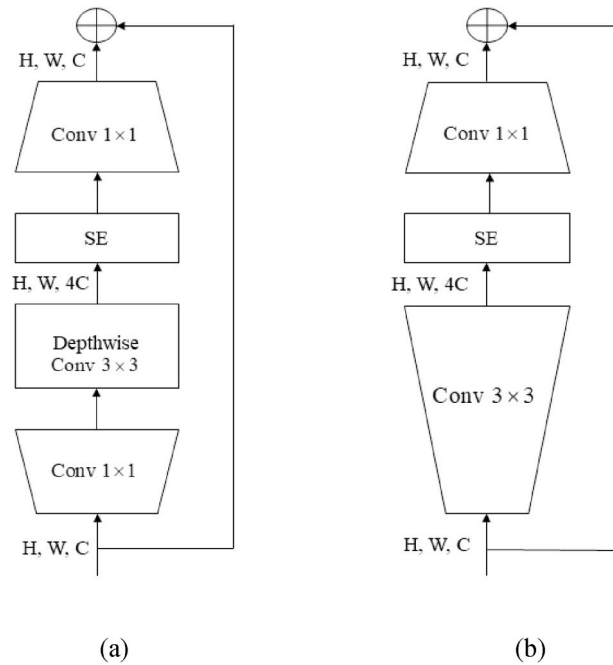 H, W, C
Conv 1×1
SE
H, W, 4C
Depthwise
Conv 3×3
Conv 1×1
H, W, C
(a)
H, W, C
Conv 1×1
SE
H, W, 4C
Conv 3×3
H, W, C
(b)